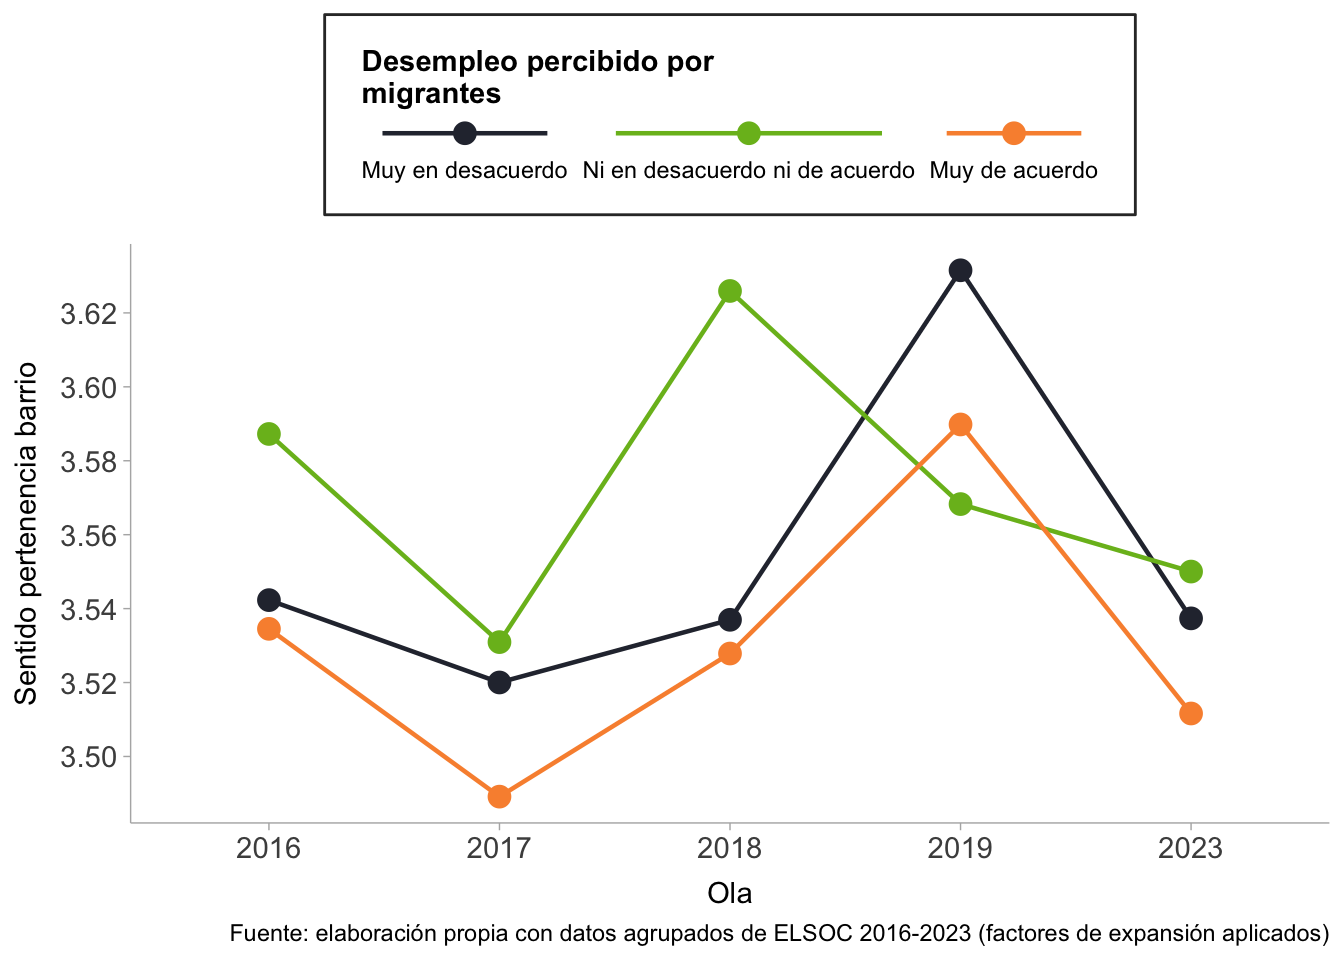 Desempleo percibido por
migrantes
Muy en desacuerdo Ni en desacuerdo ni de acuerdo Muy de acuerdo
Sentido pertenencia barrio
3.62
3.60
3.58
3.56
3.54
3.52
3.50
2016 2017 2018 2019 2023
Ola
Fuente: elaboración propia con datos agrupados de ELSOC 2016-2023 (factores de expansión aplicados)